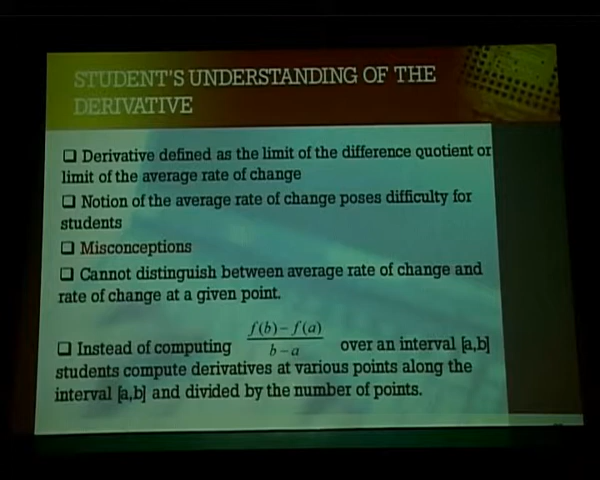 STUDENT'S UNDERSTANDING OF THE
DERIVATIVE
❑ Derivative defined as the limit of the difference quotient or
limit of the average rate of change
❑ Notion of the average rate of change poses difficulty for
students
❑ Misconceptions
❑ Cannot distinguish between average rate of change and
rate of change at a given point.
❑ Instead of computing f(b) – f(a) / b – a over an interval [a,b]
students compute derivatives at various points along the
interval [a,b] and divided by the number of points.